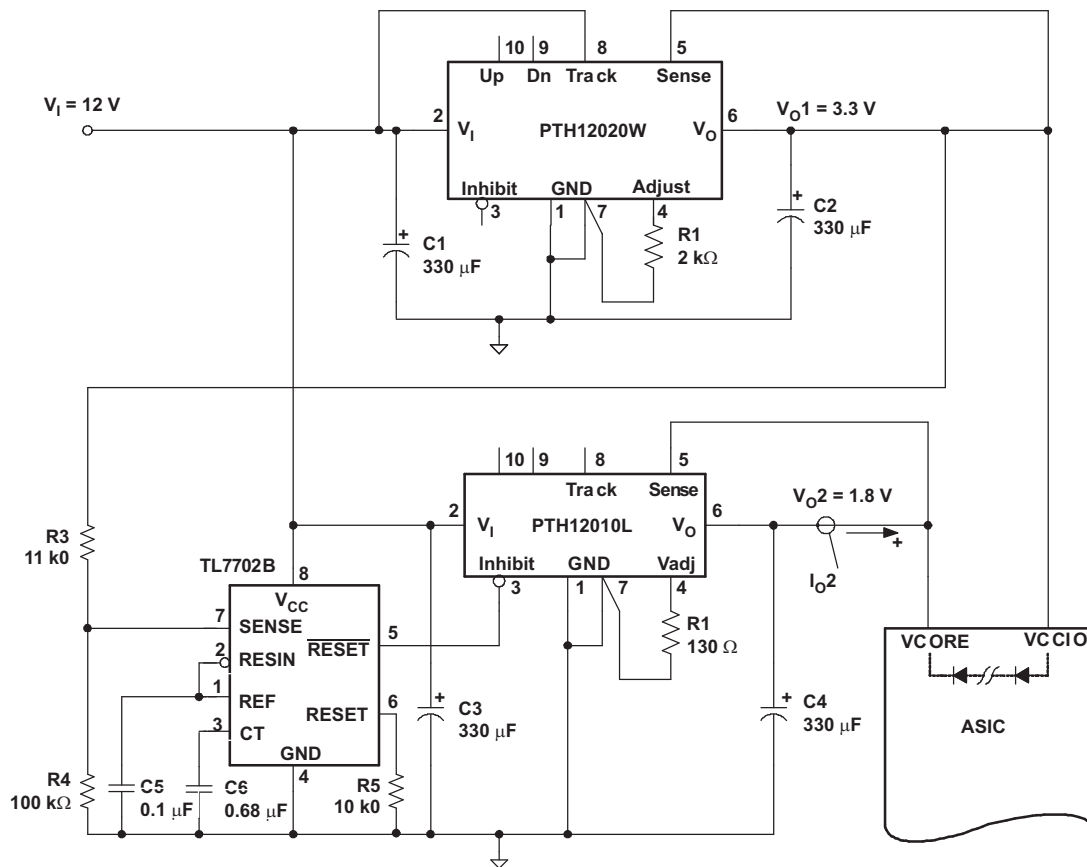 10 9 8 5
Up Dn Track Sense
V_I = 12 V
2 V_I PTH12020W V_O 6
V_O1 = 3.3 V
Inhibit GND Adjust
3 1 7 4
+ C1
330 μF
R1
2 kΩ
+ C2
330 μF
10 9 8 5
Track Sense
2 V_I PTH12010L V_O 6
V_O2 = 1.8 V
+
I_O2
Inhibit GND Vadj
3 1 7 4
R1
130 Ω
R3
11 k0
TL7702B
8
V_CC
7 SENSE
RESET 5
2 RESIN
1 REF
RESET 6
3 CT
GND
4
+ C3
330 μF
+ C4
330 μF
R4
100 kΩ
C5
0.1 μF
C6
0.68 μF
R5
10 k0
VCORE VCCIO
ASIC